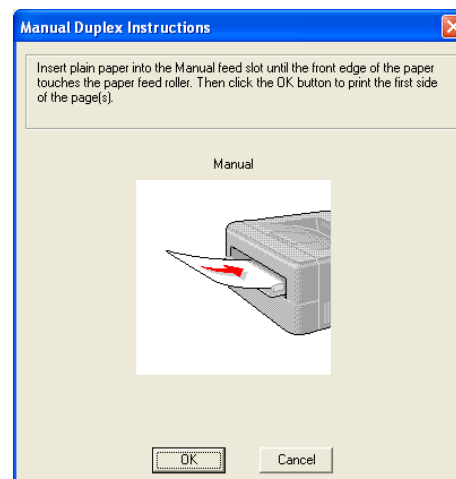 Manual Duplex Instructions
Insert plain paper into the Manual feed slot until the front edge of the paper
touches the paper feed roller. Then click the OK button to print the first side
of the page(s).
Manual
OK
Cancel